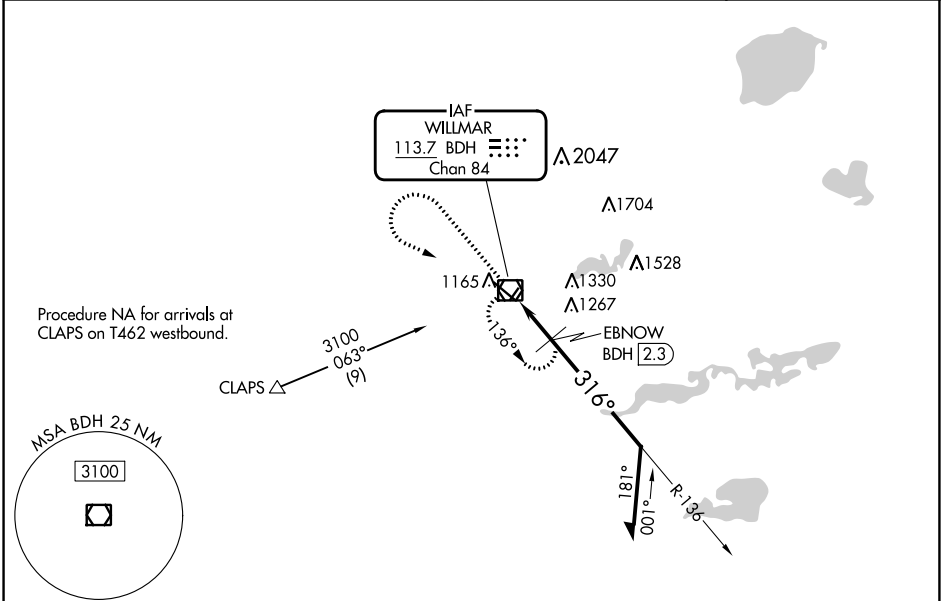 IAF
WILLMAR
113.7 BDH
Chan 84
2047
1704
1528
1165
1330
1267
Procedure NA for arrivals at
CLAPS on T462 westbound.
EBNOW
BDH 2.3
136°
3100
063°
(9)
CLAPS
316°
MSA BDH 25 NM
3100
181°
001°
R-136